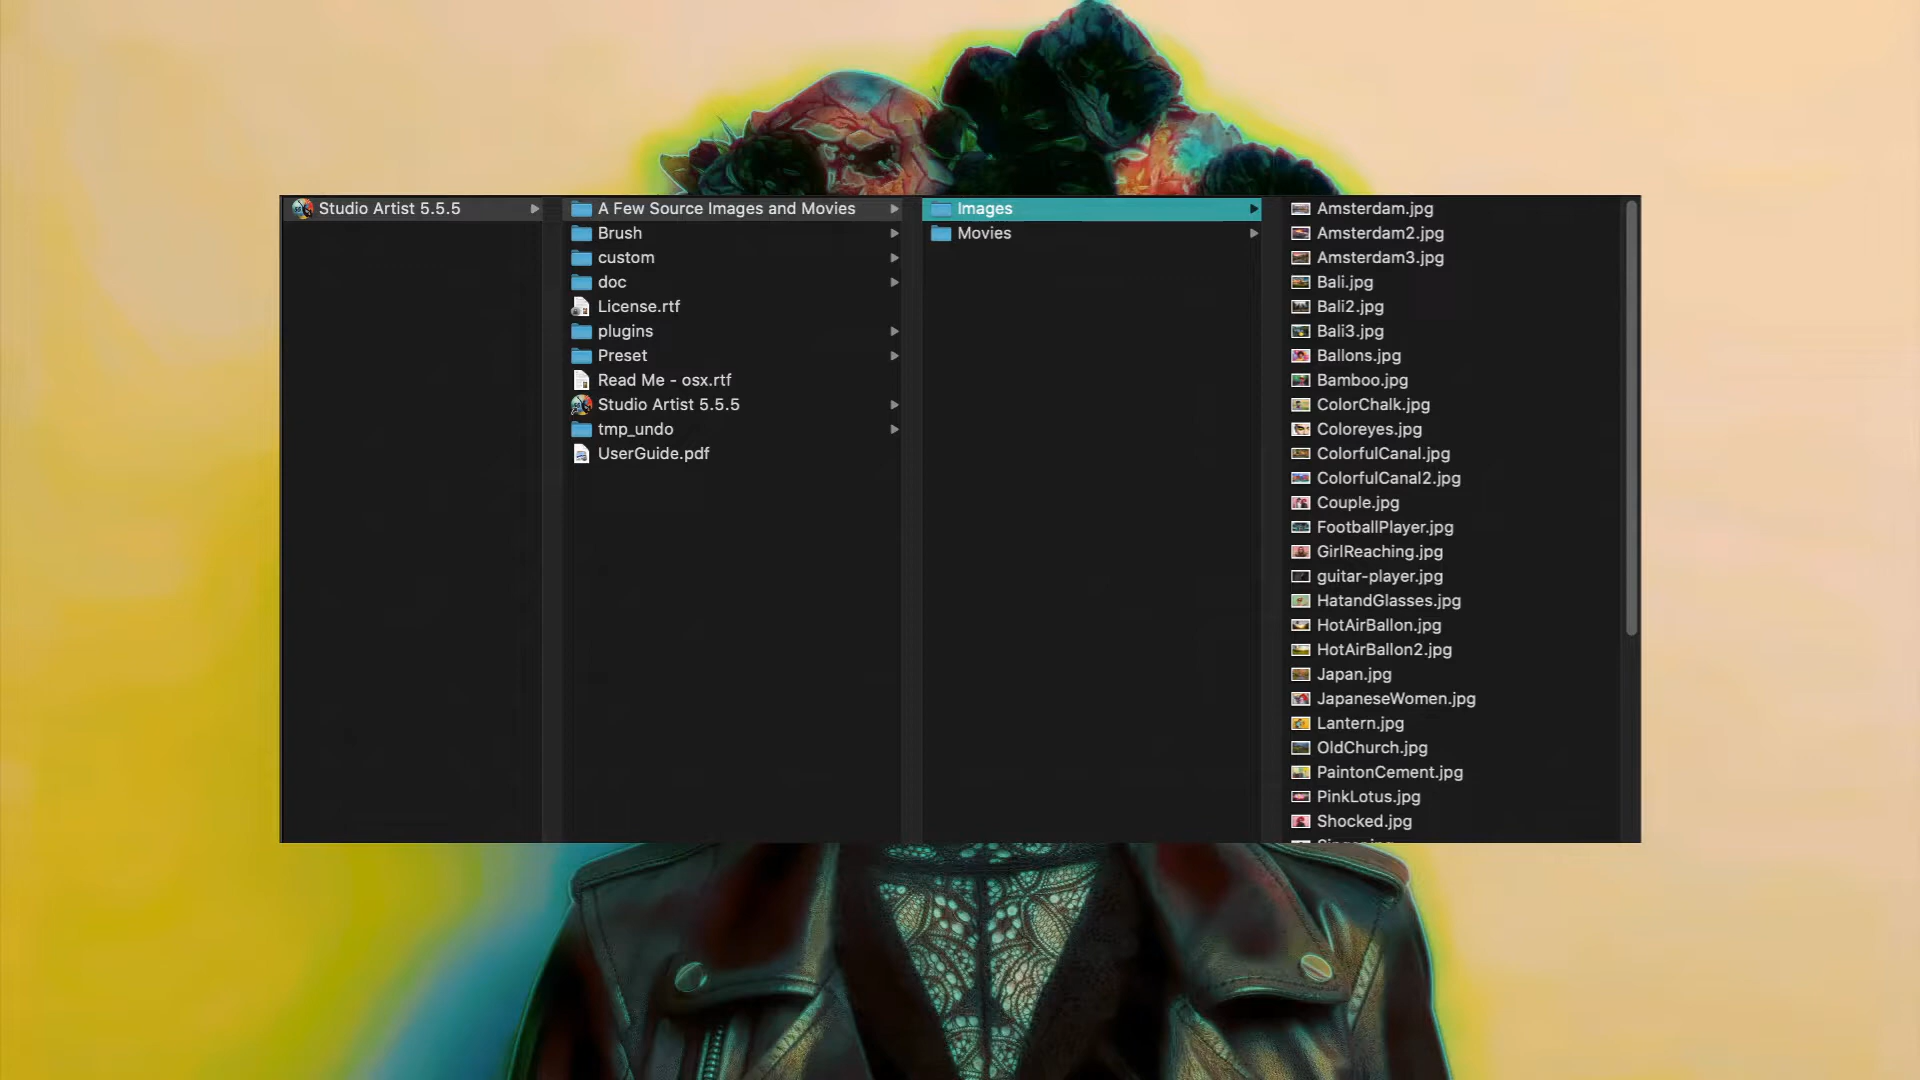 Studio Artist 5.5.5
A Few Source Images and Movies
Brush
custom
doc
License.rtf
plugins
Preset
Read Me - osx.rtf
Studio Artist 5.5.5
tmp_undo
UserGuide.pdf
Images
Movies
Amsterdam.jpg
Amsterdam2.jpg
Amsterdam3.jpg
Bali.jpg
Bali2.jpg
Bali3.jpg
Ballons.jpg
Bamboo.jpg
ColorChalk.jpg
Coloreyes.jpg
ColorfulCanal.jpg
ColorfulCanal2.jpg
Couple.jpg
FootballPlayer.jpg
GirlReaching.jpg
guitar-player.jpg
HatandGlasses.jpg
HotAirBallon.jpg
HotAirBallon2.jpg
Japan.jpg
JapaneseWomen.jpg
Lantern.jpg
OldChurch.jpg
PaintonCement.jpg
PinkLotus.jpg
Shocked.jpg